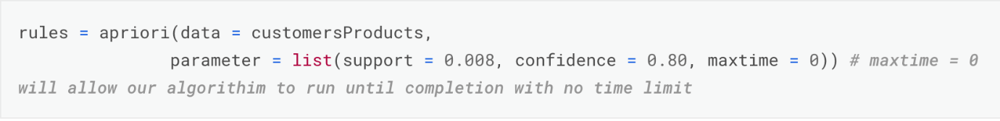 rules = apriori(data = customersProducts,
parameter = list(support = 0.008, confidence = 0.80, maxtime = 0)) # maxtime = 0
will allow our algorithim to run until completion with no time limit